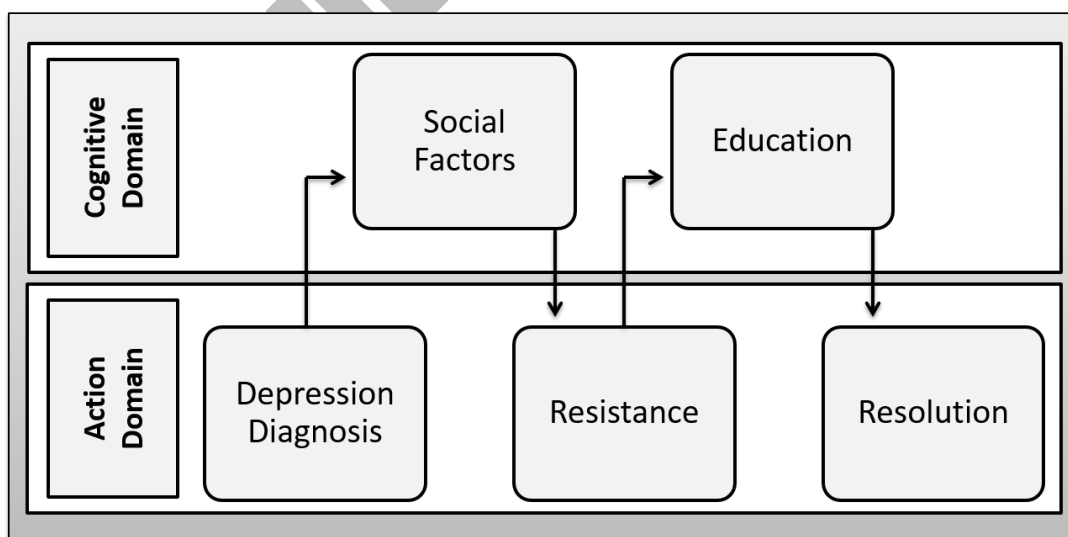 Cognitive
Domain
Social
Factors
Education
Action
Domain
Depression
Diagnosis
Resistance
Resolution